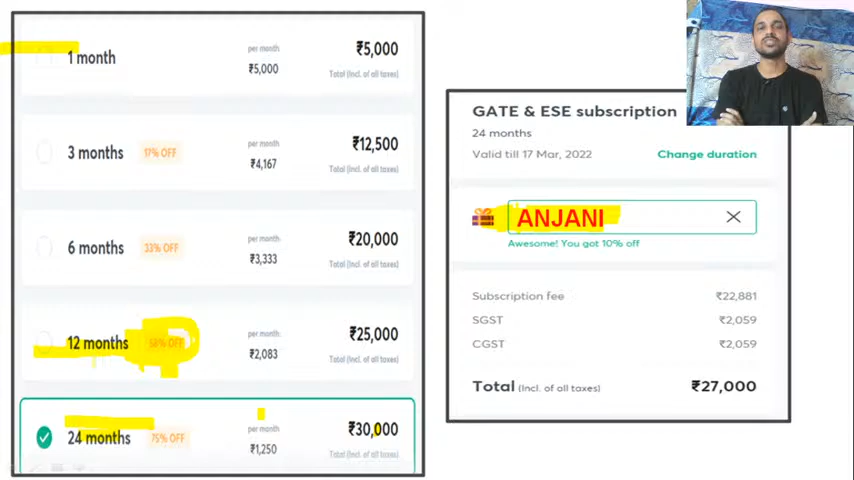 1 month
per month
₹5,000
₹5,000
Total (Incl. of all taxes)
3 months
17% OFF
per month
₹4,167
₹12,500
Total (Incl. of all taxes)
6 months
33% OFF
per month
₹3,333
₹20,000
Total (Incl. of all taxes)
12 months
58% OFF
per month
₹2,083
₹25,000
Total (Incl. of all taxes)
24 months
75% OFF
per month
₹1,250
₹30,000
Total (Incl. of all taxes)
GATE & ESE subscription
24 months
Valid till 17 Mar, 2022
Change duration
ANJANI
Awesome! You got 10% off
Subscription fee ₹22,881
SGST ₹2,059
CGST ₹2,059
Total (Incl. of all taxes) ₹27,000